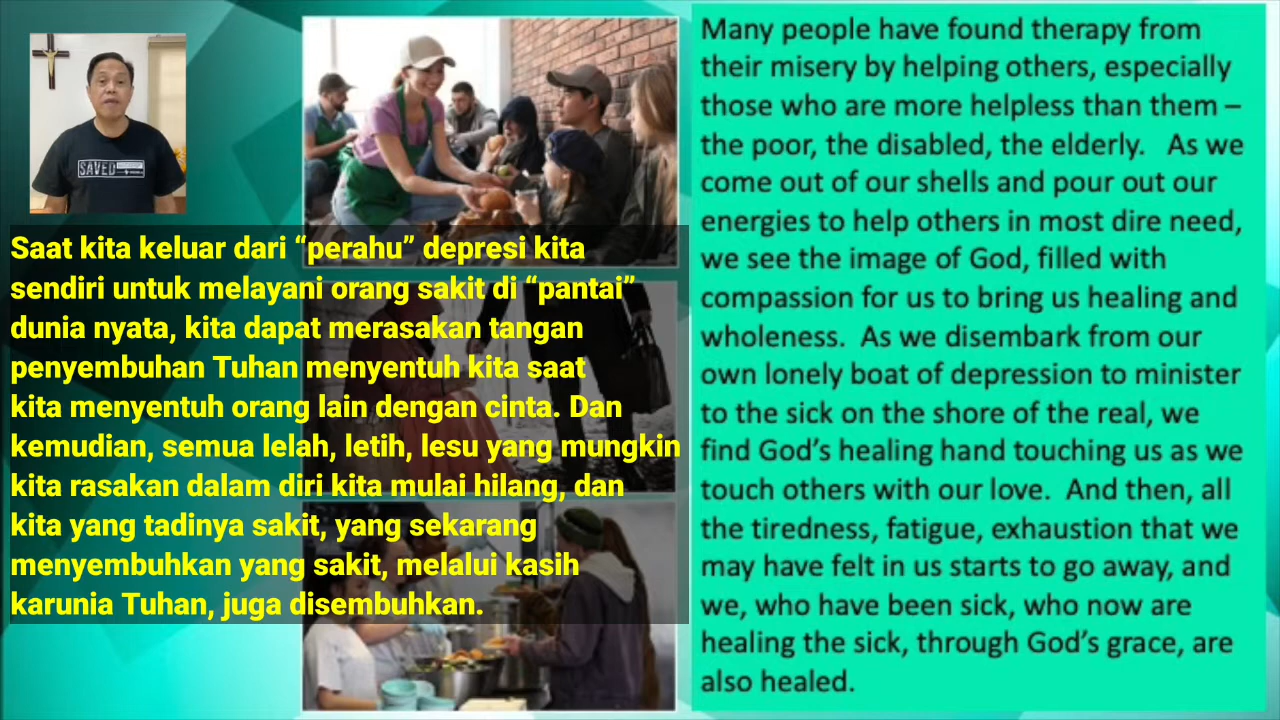 SAVED
Saat kita keluar dari “perahu” depresi kita
sendiri untuk melayani orang sakit di “pantai”
dunia nyata, kita dapat merasakan tangan
penyembuhan Tuhan menyentuh kita saat
kita menyentuh orang lain dengan cinta. Dan
kemudian, semua lelah, letih, lesu yang mungkin
kita rasakan dalam diri kita mulai hilang, dan
kita yang tadinya sakit, yang sekarang
menyembuhkan yang sakit, melalui kasih
karunia Tuhan, juga disembuhkan.
Many people have found therapy from
their misery by helping others, especially
those who are more helpless than them –
the poor, the disabled, the elderly. As we
come out of our shells and pour out our
energies to help others in most dire need,
we see the image of God, filled with
compassion for us to bring us healing and
wholeness. As we disembark from our
own lonely boat of depression to minister
to the sick on the shore of the real, we
find God’s healing hand touching us as we
touch others with our love. And then, all
the tiredness, fatigue, exhaustion that we
may have felt in us starts to go away, and
we, who have been sick, who now are
healing the sick, through God’s grace, are
also healed.